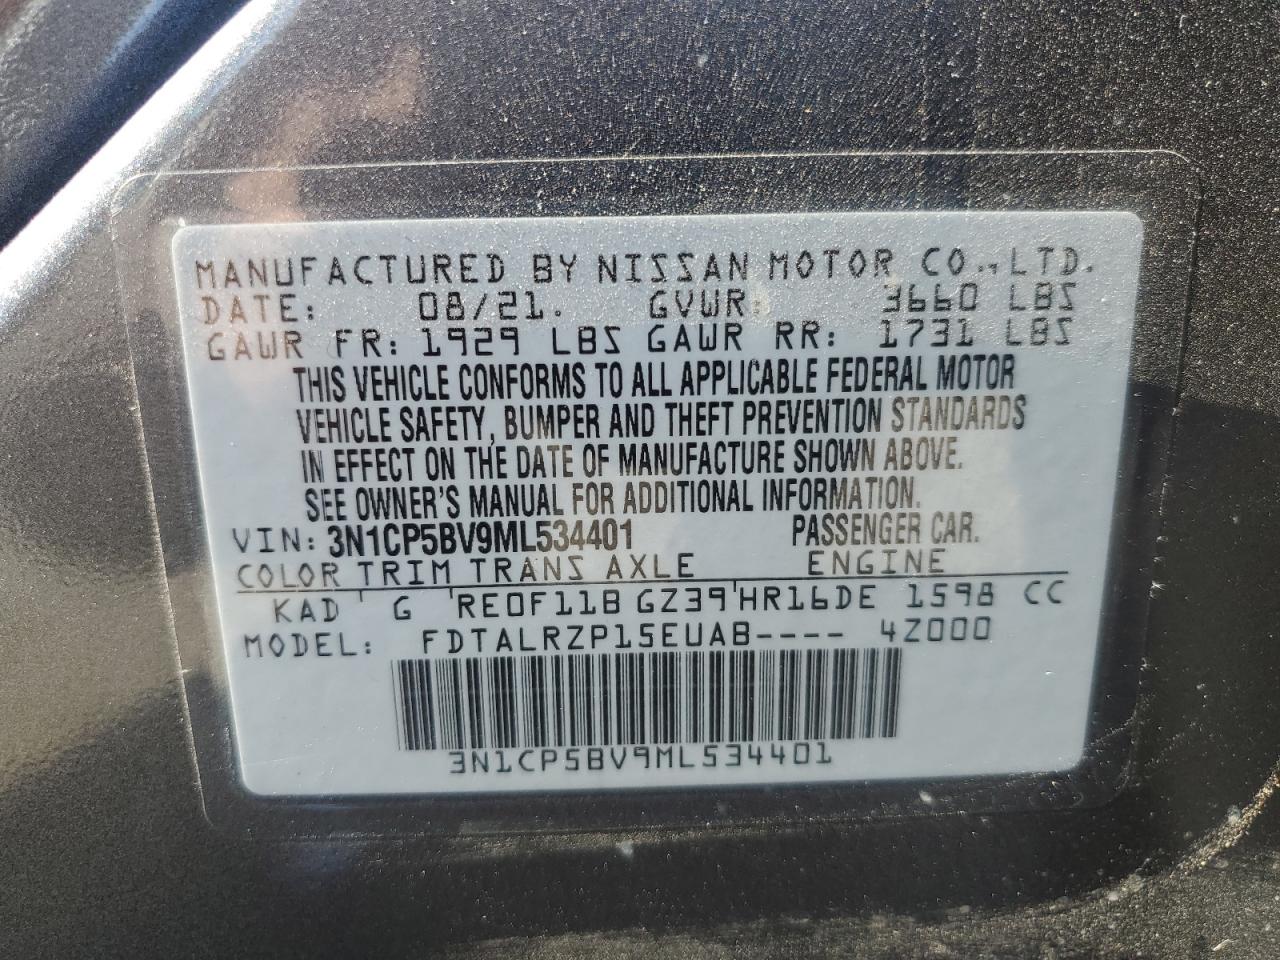 MANUFACTURED BY NISSAN MOTOR CO., LTD.
DATE: 08/21. GVWR: 3660 LBS
GAWR FR: 1929 LBS GAWR RR: 1731 LBS
THIS VEHICLE CONFORMS TO ALL APPLICABLE FEDERAL MOTOR
VEHICLE SAFETY, BUMPER AND THEFT PREVENTION STANDARDS
IN EFFECT ON THE DATE OF MANUFACTURE SHOWN ABOVE.
SEE OWNER'S MANUAL FOR ADDITIONAL INFORMATION.
VIN: 3N1CP5BV9ML534401 PASSENGER CAR.
COLOR TRIM TRANS AXLE ENGINE
KAD G RE0F11B GZ39 HR16DE 1598 CC
MODEL: FDTALRZP15EUAB---- 4Z000
3N1CP5BV9ML534401